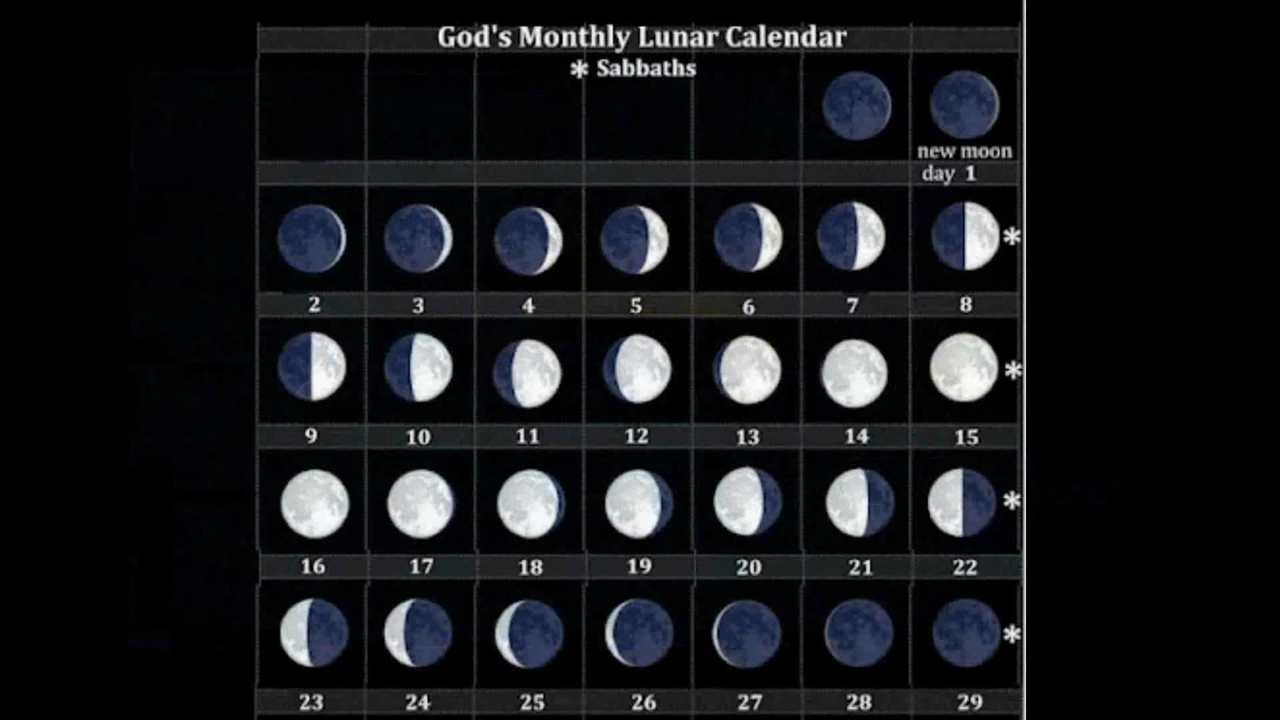 God's Monthly Lunar Calendar
* Sabbaths
new moon
day 1
*
2 3 4 5 6 7 8
*
9 10 11 12 13 14 15
*
16 17 18 19 20 21 22
*
23 24 25 26 27 28 29